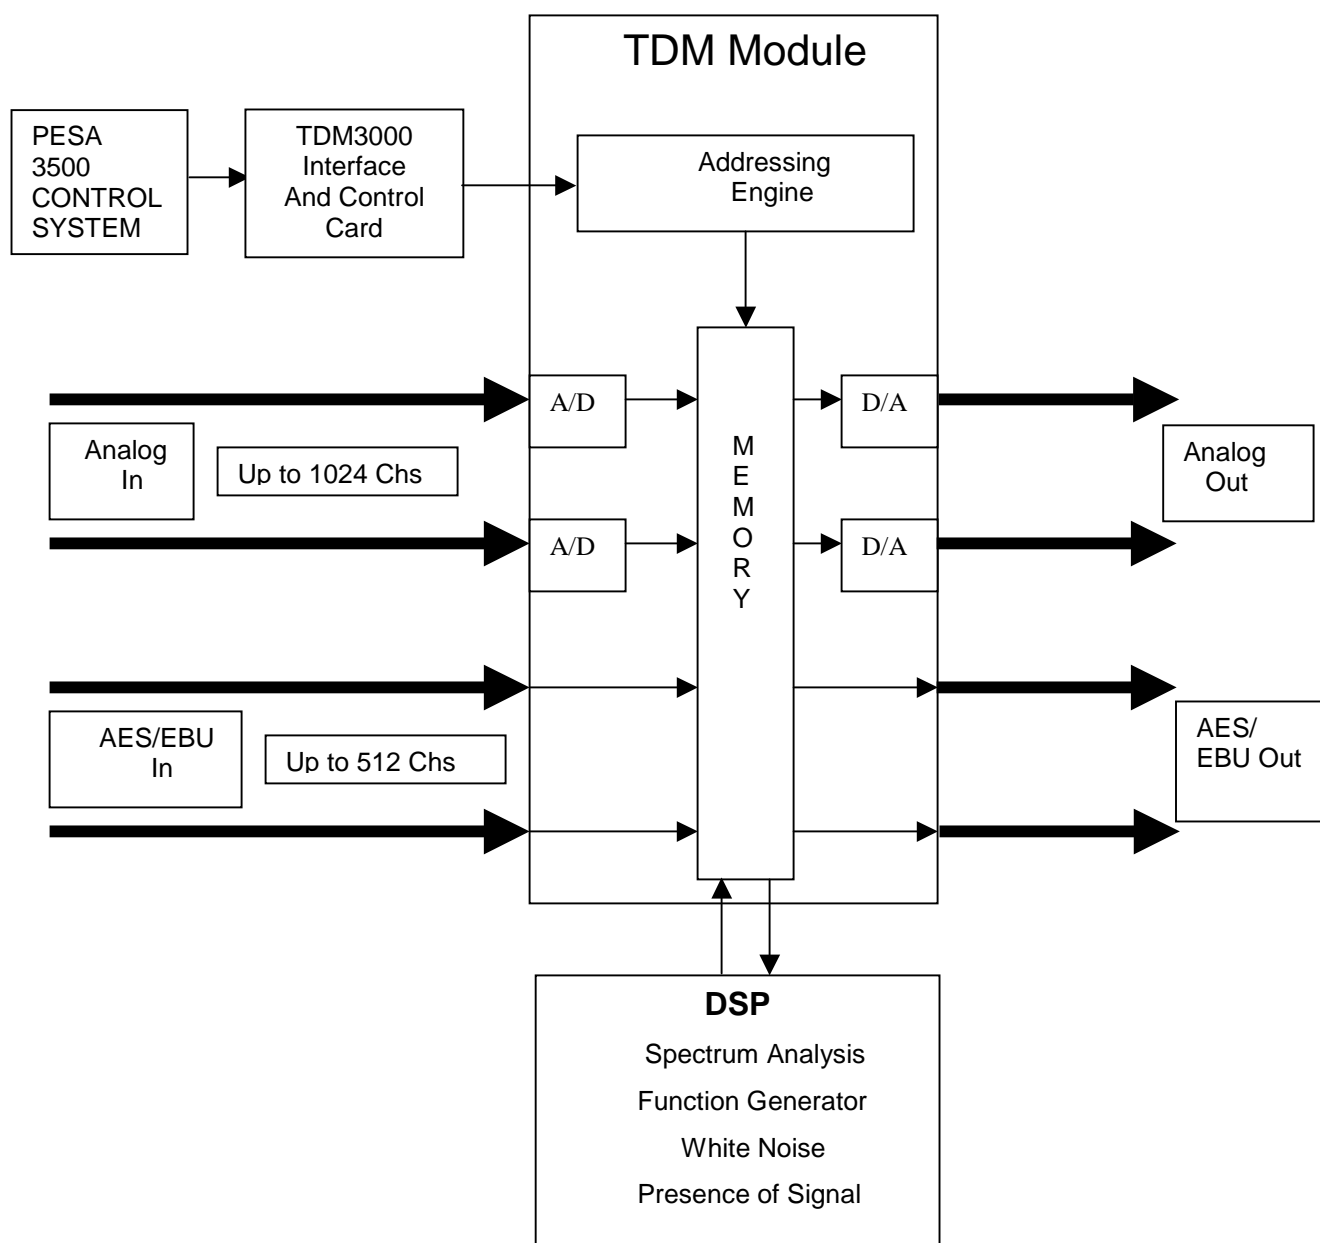 TDM Module
PESA
3500
CONTROL
SYSTEM
TDM3000
Interface
And Control
Card
Addressing
Engine
A/D
D/A
Analog
In
Up to 1024 Chs
M
E
M
O
R
Y
Analog
Out
A/D
D/A
AES/EBU
In
Up to 512 Chs
AES/
EBU Out
DSP
Spectrum Analysis
Function Generator
White Noise
Presence of Signal